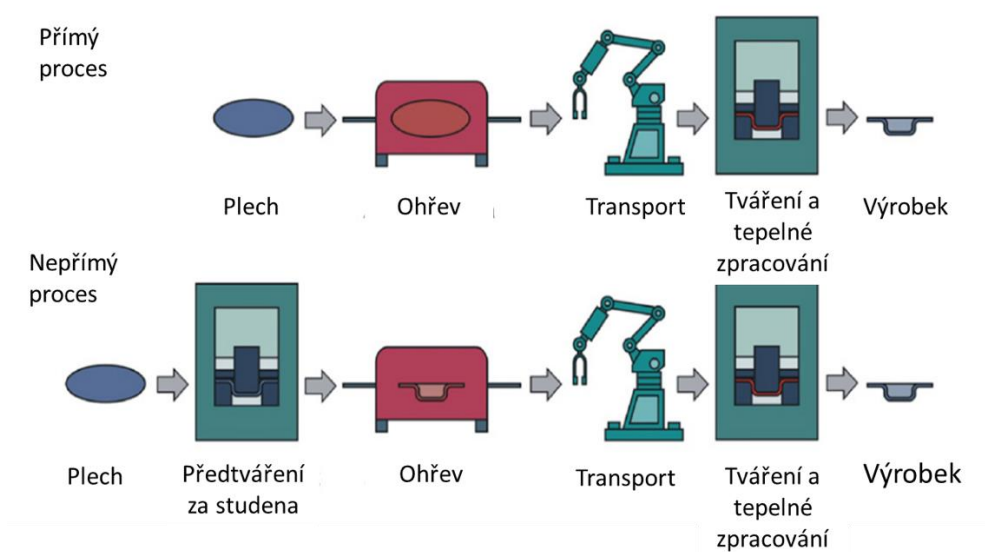 Přímý
proces
Plech
Ohřev
Transport
Tváření a
tepelné
zpracování
Výrobek
Nepřímý
proces
Plech
Předtváření
za studena
Ohřev
Transport
Tváření a
tepelné
zpracování
Výrobek